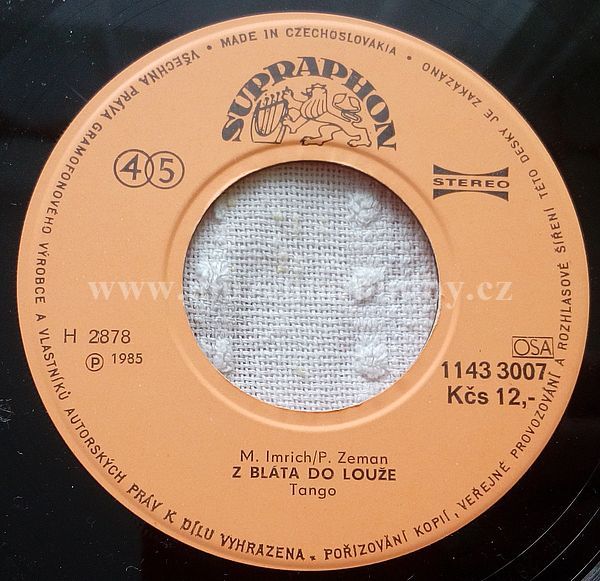 VŠECHNA PRÁVA GRAMOFONOVÉHO VÝROBCE A VLASTNÍKŮ AUTORSKÝCH PRÁV K DÍLU VYHRAZENA. • POŘIZOVÁNÍ KOPIÍ, VEŘEJNÉ PROVOZOVÁNÍ A ROZHLASOVÉ ŠÍŘENÍ TÉTO DESKY JE ZAKÁZÁNO
• MADE IN CZECHOSLOVAKIA •
SUPRAPHON
45
STEREO
www. .cz
H 2878
Ⓟ 1985
OSA
1143 3007
Kčs 12,-
M. Imrich/P. Zeman
Z BLÁTA DO LOUŽE
Tango